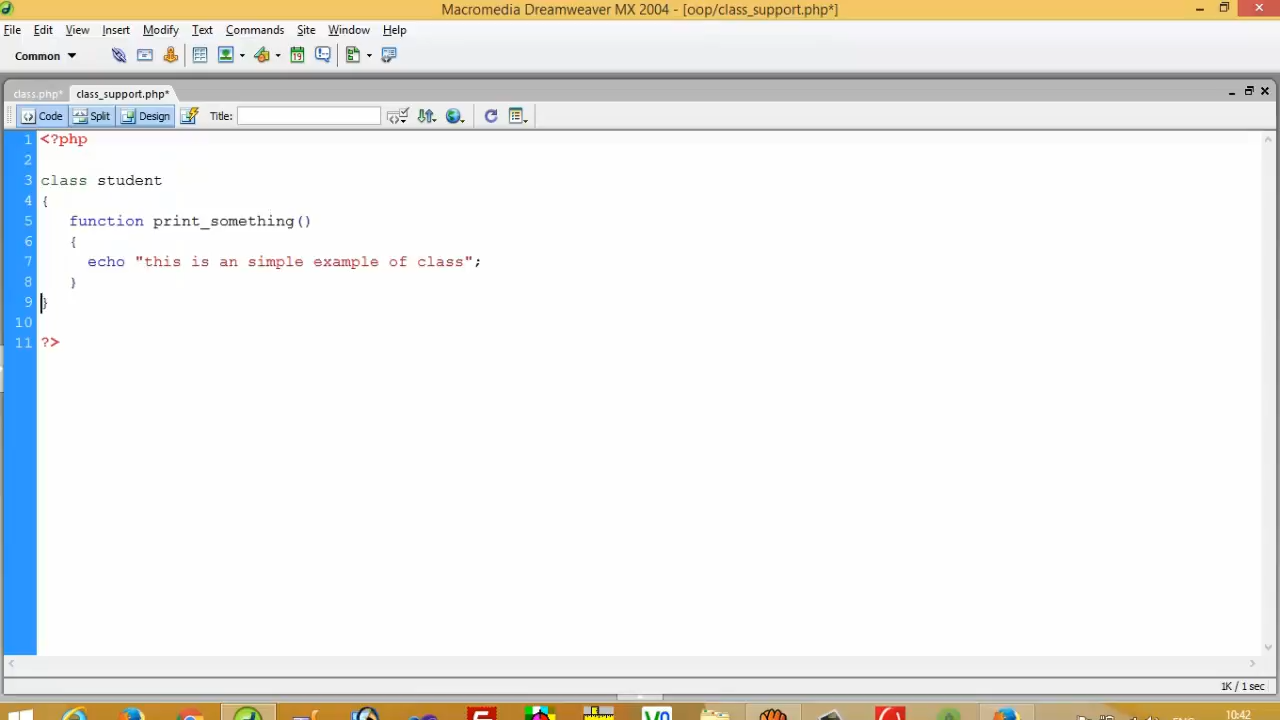 Macromedia Dreamweaver MX 2004 - [oop/class_support.php*]
File Edit View Insert Modify Text Commands Site Window Help
Common
19
class.php* class_support.php*
Code Split Design Title:
1 <?php
2
3 class student
4 {
5 function print_something()
6 {
7 echo "this is an simple example of class";
8 }
9 }
10
11 ?>
1K / 1 sec
10:42